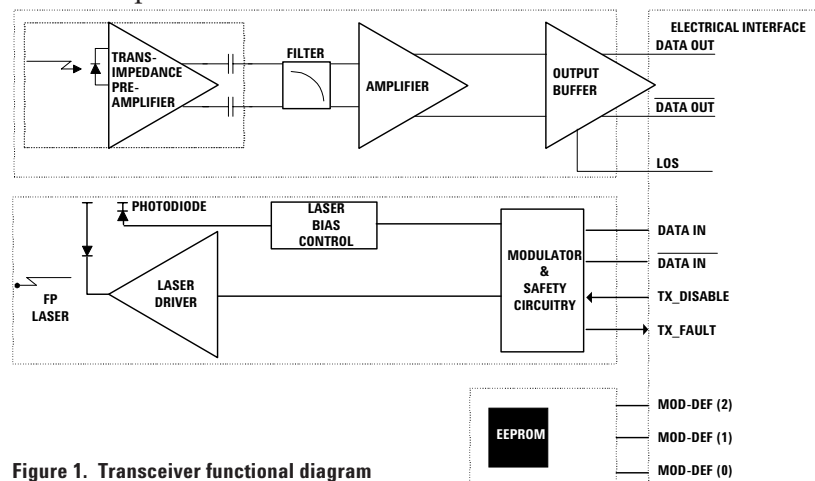 ELECTRICAL INTERFACE
TRANS-
IMPEDANCE
PRE-
AMPLIFIER
FILTER
AMPLIFIER
OUTPUT
BUFFER
DATA OUT
DATA OUT
LOS
PHOTODIODE
LASER
BIAS
CONTROL
LASER
DRIVER
FP
LASER
MODULATOR
&
SAFETY
CIRCUITRY
DATA IN
DATA IN
TX_DISABLE
TX_FAULT
EEPROM
MOD-DEF (2)
MOD-DEF (1)
MOD-DEF (0)
Figure 1. Transceiver functional diagram